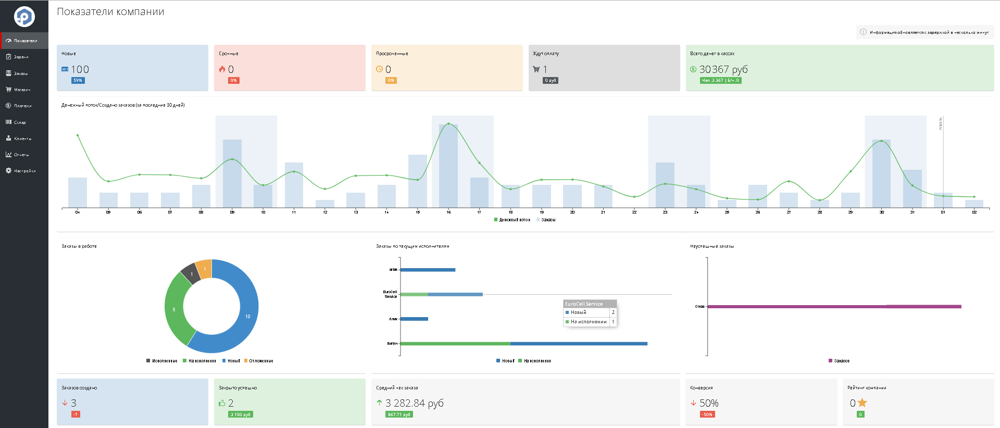 Показатели компании
Информация обновляется с задержкой в несколько минут
Показатели
Задачи
Заказы
Магазин
Платежи
Склад
Клиенты
Отчеты
Настройки
Новые
100
59%
Срочные
0
0%
Просроченные
0
0%
Ждут оплату
1
0 руб
Всего денег в кассах
30 367 руб
Нал. 3 367 | Б/н. 0
Денежный поток/Создано заказов (за последние 30 дней)
Апрель
04 05 06 07 08 09 10 11 12 13 14 15 16 17 18 19 20 21 22 23 24 25 26 27 28 29 30 31 01 02
Денежный поток Заказы
Заказы в работе
1 1
5
10
Исполненные На исполнении Новый Отложенные
Заказы по текущим исполнителям
artak
EuroCell
Service
Алик
Виген
EuroCell Service
Новый 2
На исполнении 1
Новый На исполнении
Неуспешные заказы
Отказ
Заказов
Заказов создано
3
-7
Закрыто успешно
2
3 100 руб
Средний чек заказа
3 282.84 руб
867.71 руб
Конверсия
50%
-50%
Рейтинг компании
0
0